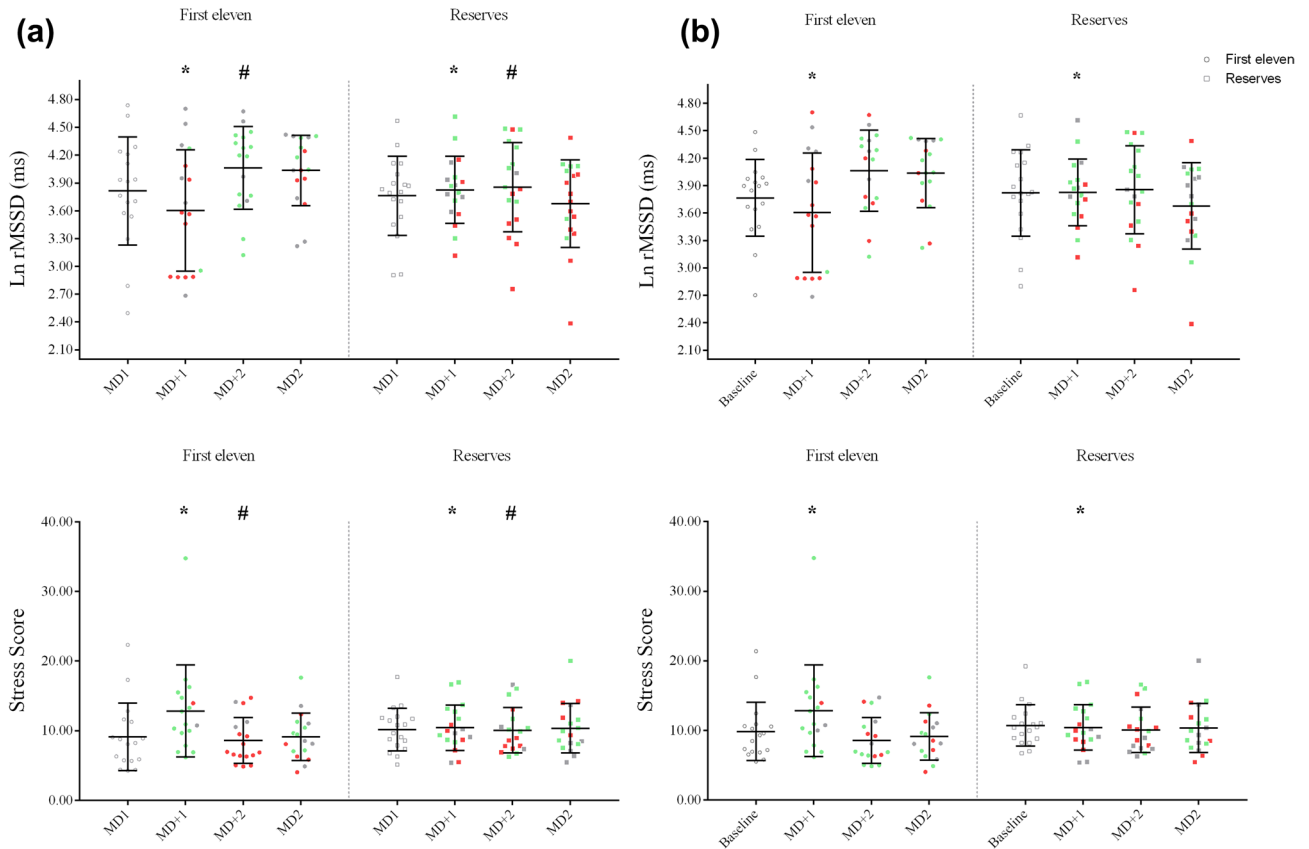 (a)
First eleven
Reserves
* # * #
Ln rMSSD (ms)
4.80
4.50
4.20
3.90
3.60
3.30
3.00
2.70
2.40
2.10
MD1 MD+1 MD+2 MD2 MD1 MD+1 MD+2 MD2
(b)
First eleven
Reserves
First eleven
Reserves
* *
Ln rMSSD (ms)
4.80
4.50
4.20
3.90
3.60
3.30
3.00
2.70
2.40
2.10
Baseline MD+1 MD+2 MD2 Baseline MD+1 MD+2 MD2
First eleven
Reserves
* # * #
Stress Score
40.00
30.00
20.00
10.00
0.00
MD1 MD+1 MD+2 MD2 MD1 MD+1 MD+2 MD2
First eleven
Reserves
* *
Stress Score
40.00
30.00
20.00
10.00
0.00
Baseline MD+1 MD+2 MD2 Baseline MD+1 MD+2 MD2